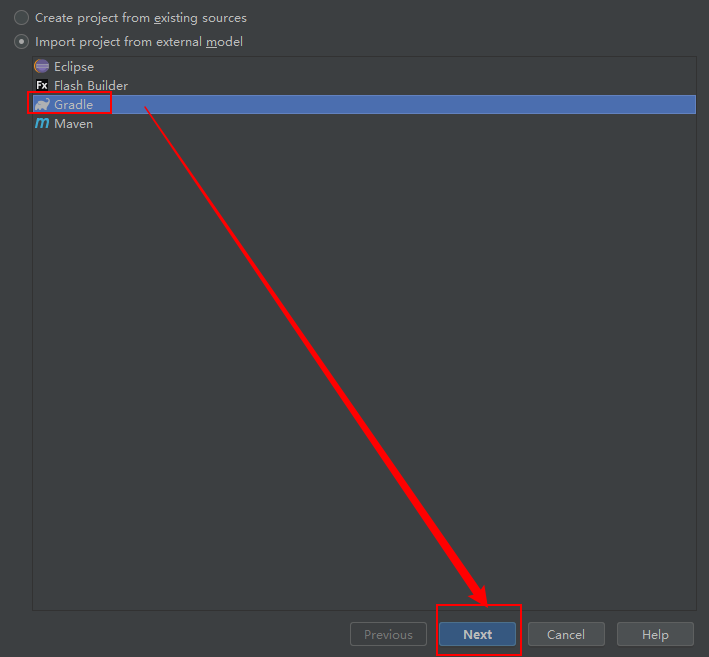 Create project from existing sources
Import project from external model
Eclipse
Fx Flash Builder
Gradle
m Maven
Previous Next Cancel Help